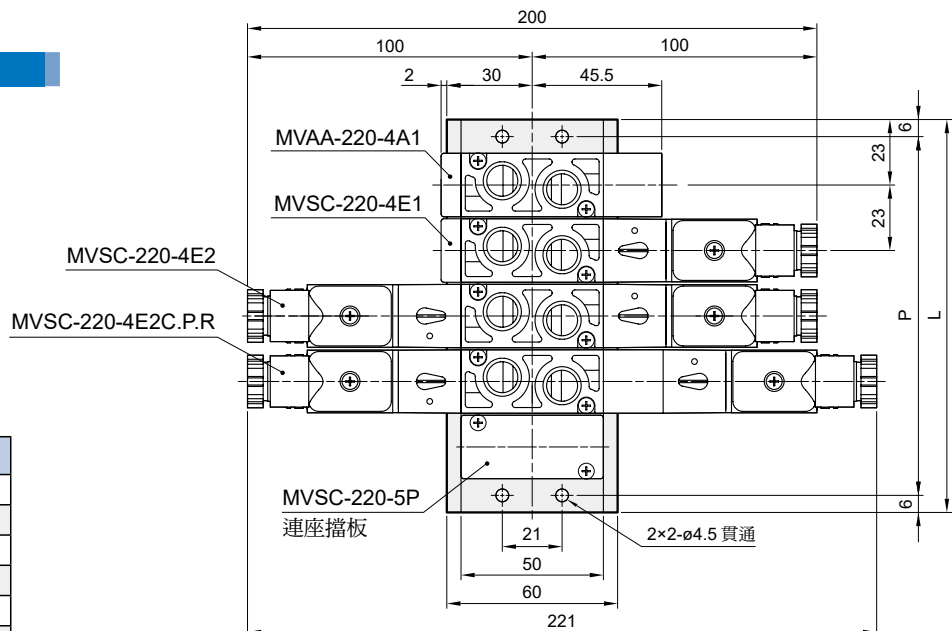 200
100
100
2
30
45.5
6
MVAA-220-4A1
23
MVSC-220-4E1
23
MVSC-220-4E2
MVSC-220-4E2C.P.R
P
L
MVSC-220-5P
連座擋板
6
21
2×2-ø4.5 貫通
50
60
221